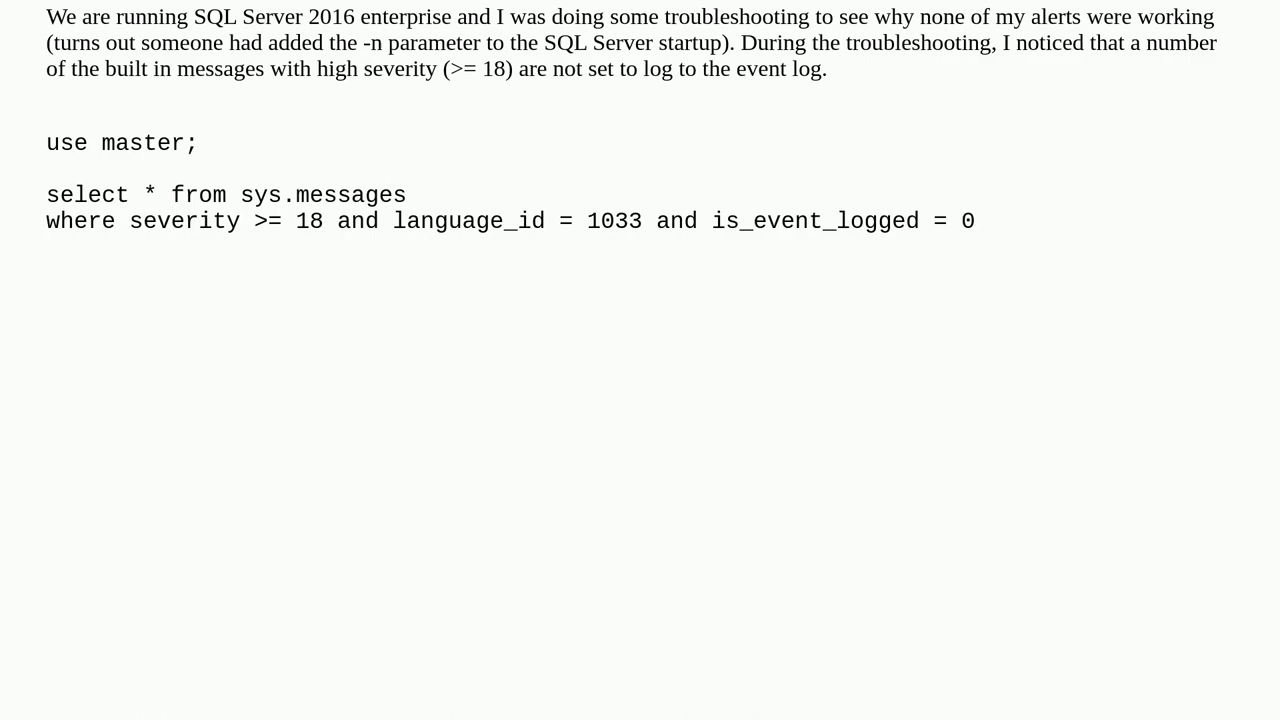 We are running SQL Server 2016 enterprise and I was doing some troubleshooting to see why none of my alerts were working
(turns out someone had added the -n parameter to the SQL Server startup). During the troubleshooting, I noticed that a number
of the built in messages with high severity (>= 18) are not set to log to the event log.
use master;
select * from sys.messages
where severity >= 18 and language_id = 1033 and is_event_logged = 0